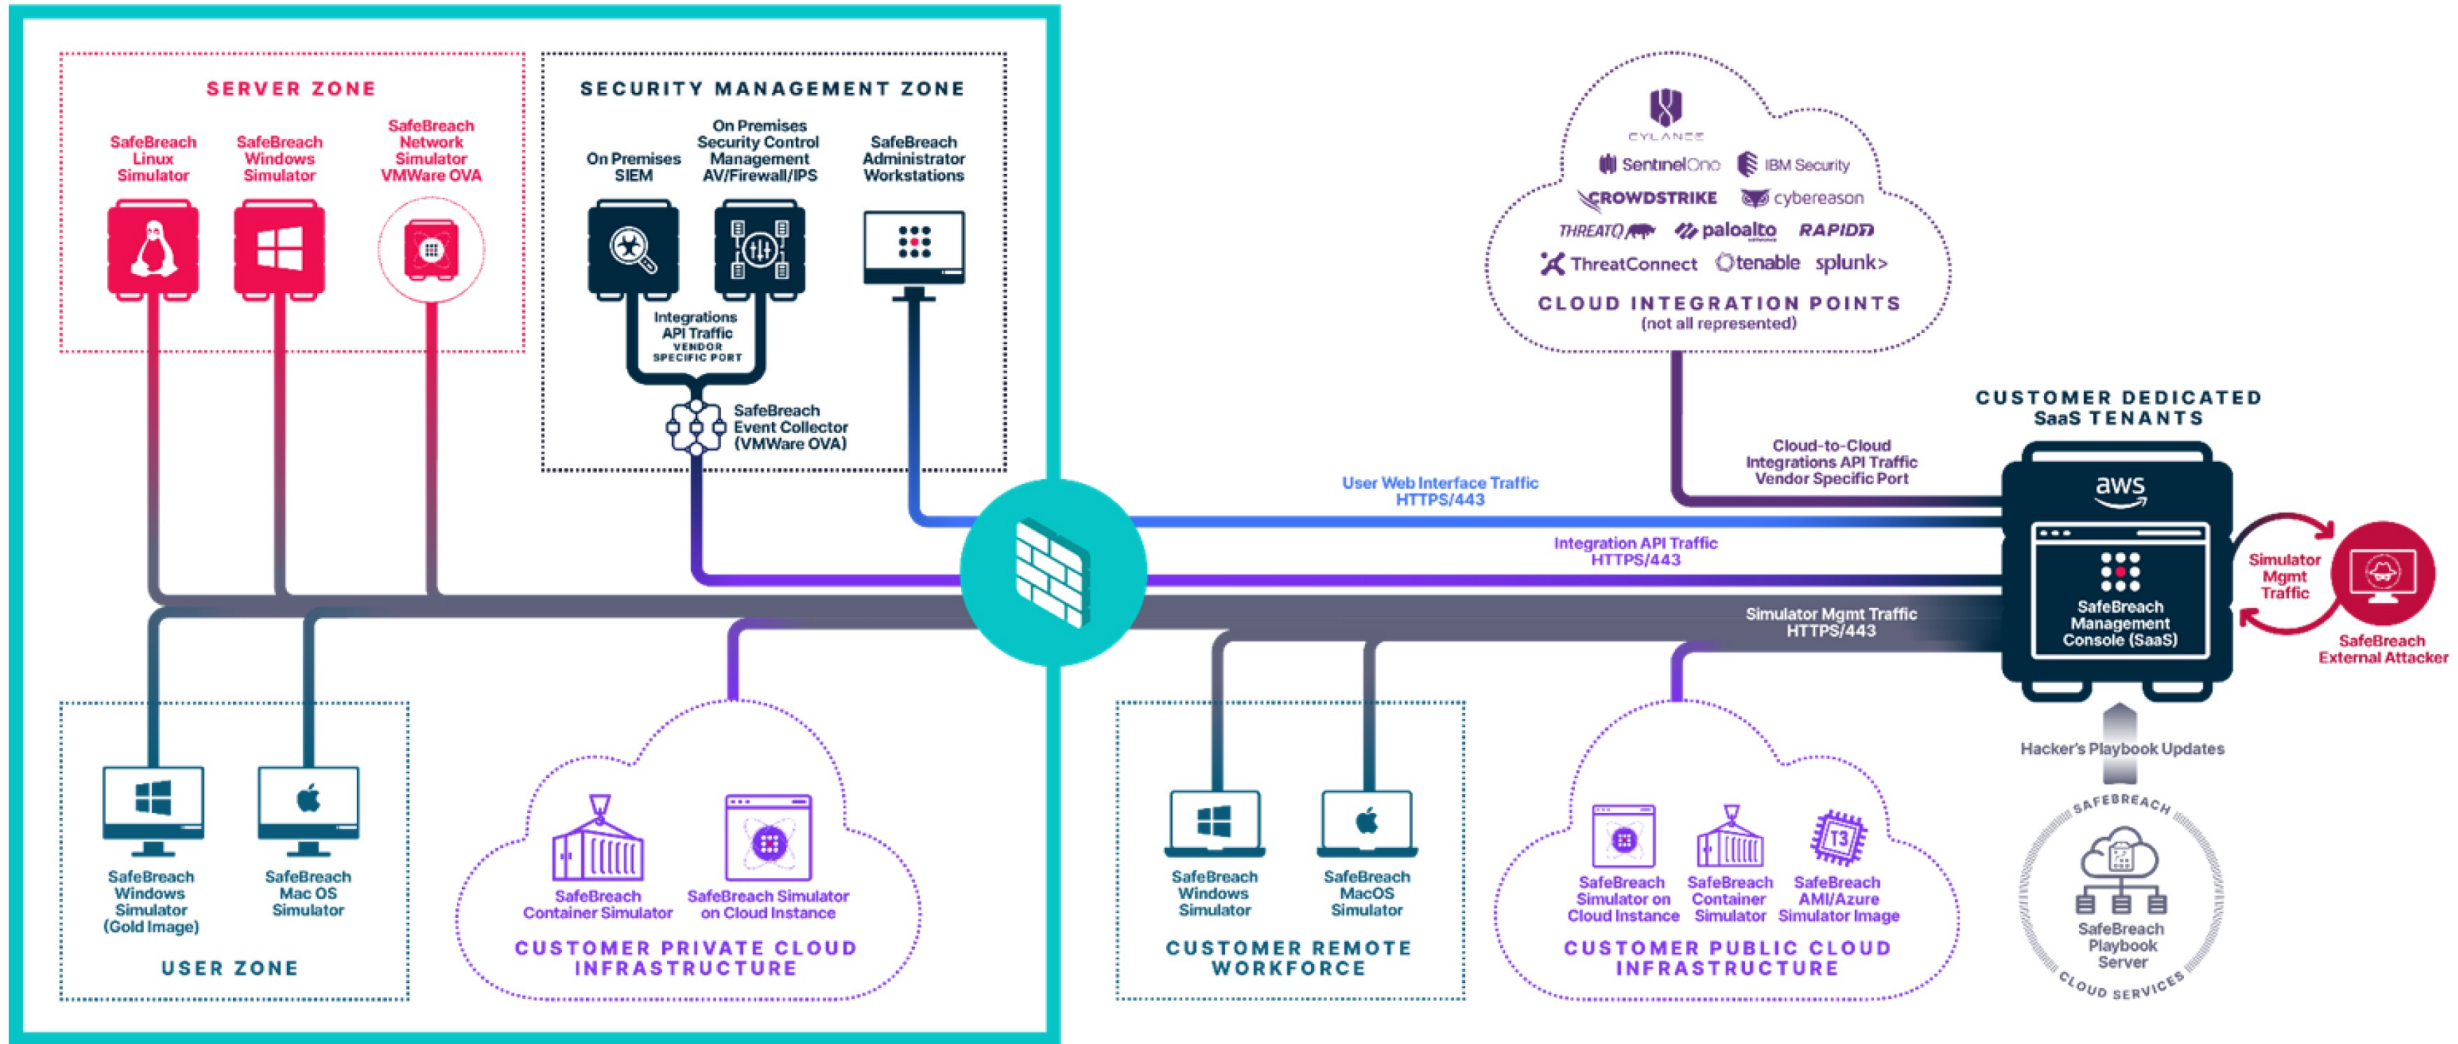 SERVER ZONE
SafeBreach
Linux
Simulator
SafeBreach
Windows
Simulator
SafeBreach
Network
Simulator
VMWare OVA
SECURITY MANAGEMENT ZONE
On Premises
SIEM
On Premises
Security Control
Management
AV/Firewall/IPS
SafeBreach
Administrator
Workstations
Integrations
API Traffic
VENDOR
SPECIFIC PORT
SafeBreach
Event Collector
(VMWare OVA)
CYLANCE
SentinelOne
IBM Security
CROWDSTRIKE
cybereason
THREATQ
paloalto
NETWORKS
RAPID7
ThreatConnect
tenable
splunk>
CLOUD INTEGRATION POINTS
(not all represented)
CUSTOMER DEDICATED
SaaS TENANTS
Cloud-to-Cloud
Integrations API Traffic
Vendor Specific Port
User Web Interface Traffic
HTTPS/443
Integration API Traffic
HTTPS/443
Simulator Mgmt Traffic
HTTPS/443
aws
SafeBreach
Management
Console (SaaS)
Simulator
Mgmt
Traffic
SafeBreach
External Attacker
SafeBreach
Windows
Simulator
(Gold Image)
SafeBreach
Mac OS
Simulator
USER ZONE
SafeBreach
Container Simulator
SafeBreach Simulator
on Cloud Instance
CUSTOMER PRIVATE CLOUD
INFRASTRUCTURE
SafeBreach
Windows
Simulator
SafeBreach
MacOS
Simulator
CUSTOMER REMOTE
WORKFORCE
SafeBreach
Simulator on
Cloud Instance
SafeBreach
Container
Simulator
T3
SafeBreach
AMI/Azure
Simulator Image
CUSTOMER PUBLIC CLOUD
INFRASTRUCTURE
Hacker's Playbook Updates
SAFEBREACH
SafeBreach
Playbook
Server
CLOUD SERVICES